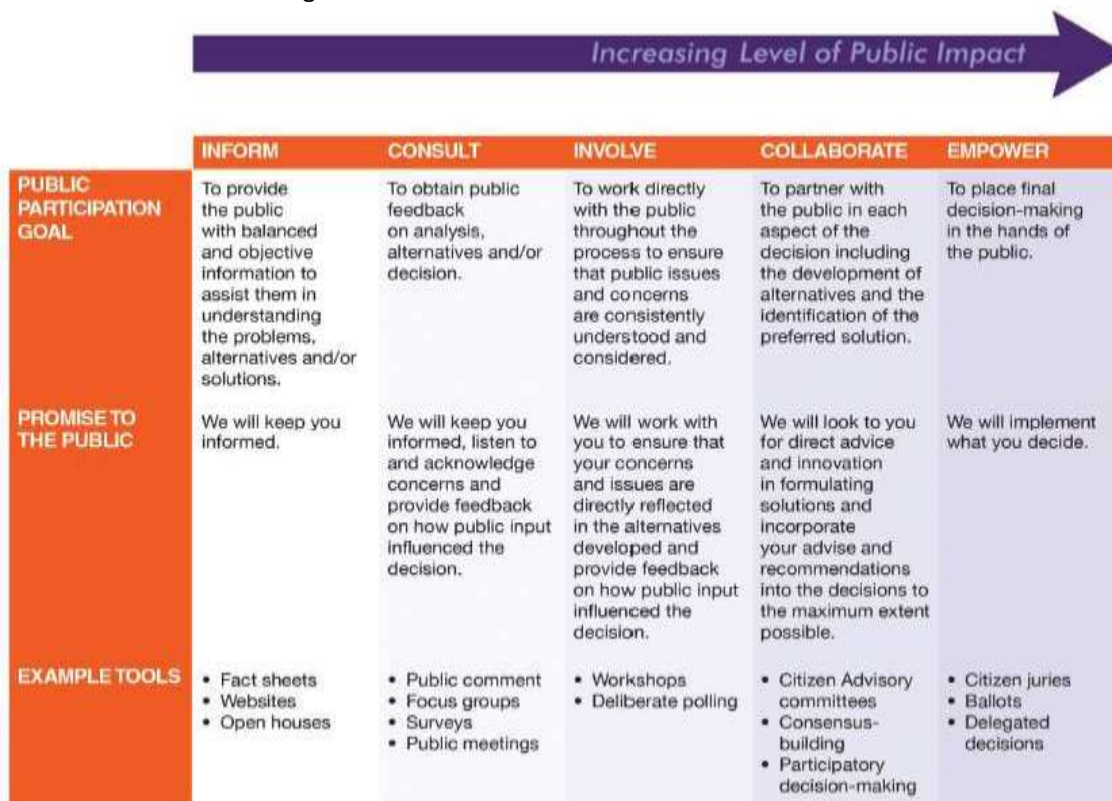 Increasing Level of Public Impact
INFORM
CONSULT
INVOLVE
COLLABORATE
EMPOWER
PUBLIC
PARTICIPATION
GOAL
To provide
the public
with balanced
and objective
information to
assist them in
understanding
the problems,
alternatives and/or
solutions.
To obtain public
feedback
on analysis,
alternatives and/or
decision.
To work directly
with the public
throughout the
process to ensure
that public issues
and concerns
are consistently
understood and
considered.
To partner with
the public in each
aspect of the
decision including
the development of
alternatives and the
identification of the
preferred solution.
To place final
decision-making
in the hands of
the public.
PROMISE TO
THE PUBLIC
We will keep you
informed.
We will keep you
informed, listen to
and acknowledge
concerns and
provide feedback
on how public input
influenced the
decision.
We will work with
you to ensure that
your concerns
and issues are
directly reflected
in the alternatives
developed and
provide feedback
on how public input
influenced the
decision.
We will look to you
for direct advice
and innovation
in formulating
solutions and
incorporate
your advise and
recommendations
into the decisions to
the maximum extent
possible.
We will implement
what you decide.
EXAMPLE TOOLS
• Fact sheets
• Websites
• Open houses
• Public comment
• Focus groups
• Surveys
• Public meetings
• Workshops
• Deliberate polling
• Citizen Advisory
committees
• Consensus-
building
• Participatory
decision-making
• Citizen juries
• Ballots
• Delegated
decisions